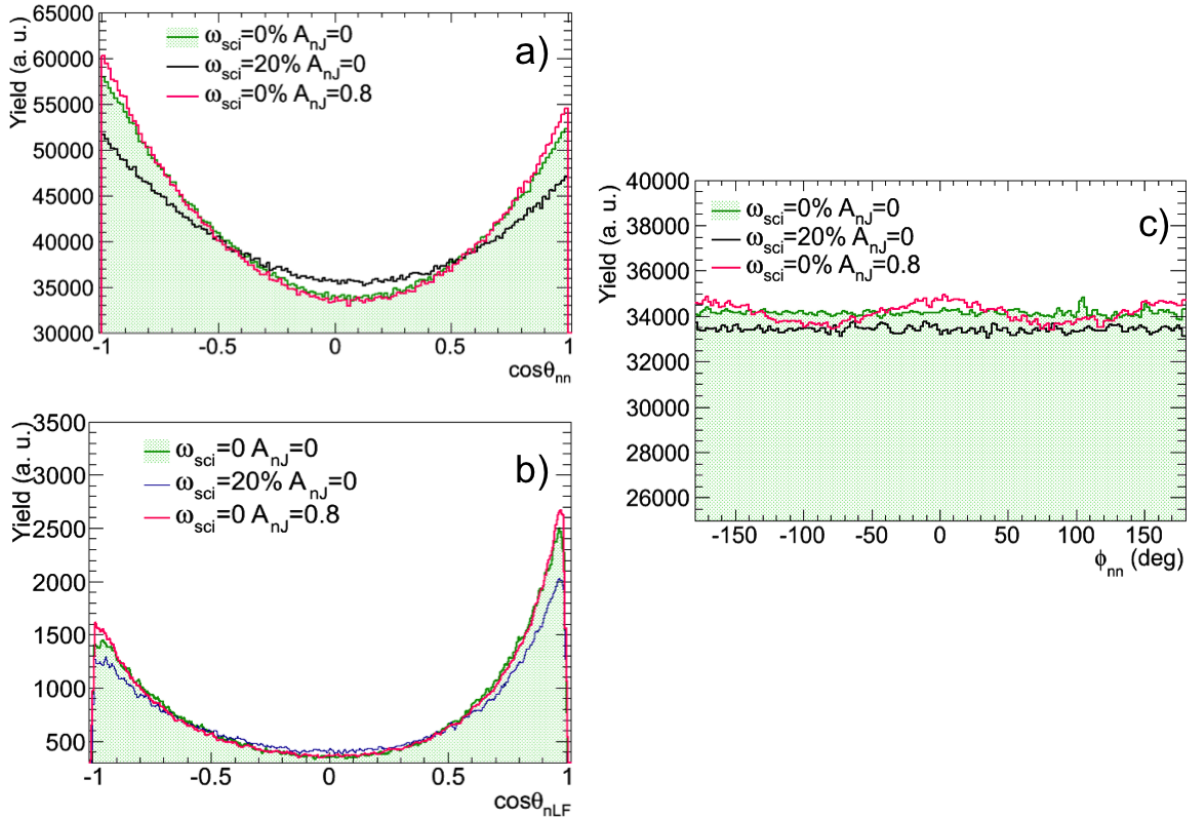 a)
Yield (a. u.)
65000
60000
55000
50000
45000
40000
35000
30000
ω_sci=0% A_nJ=0
ω_sci=20% A_nJ=0
ω_sci=0% A_nJ=0.8
-1 -0.5 0 0.5 1
cosθ_nn
b)
Yield (a. u.)
3500
3000
2500
2000
1500
1000
500
ω_sci=0 A_nJ=0
ω_sci=20% A_nJ=0
ω_sci=0 A_nJ=0.8
-1 -0.5 0 0.5 1
cosθ_nLF
c)
Yield (a. u.)
40000
38000
36000
34000
32000
30000
28000
26000
ω_sci=0% A_nJ=0
ω_sci=20% A_nJ=0
ω_sci=0% A_nJ=0.8
-150 -100 -50 0 50 100 150
ϕ_nn (deg)